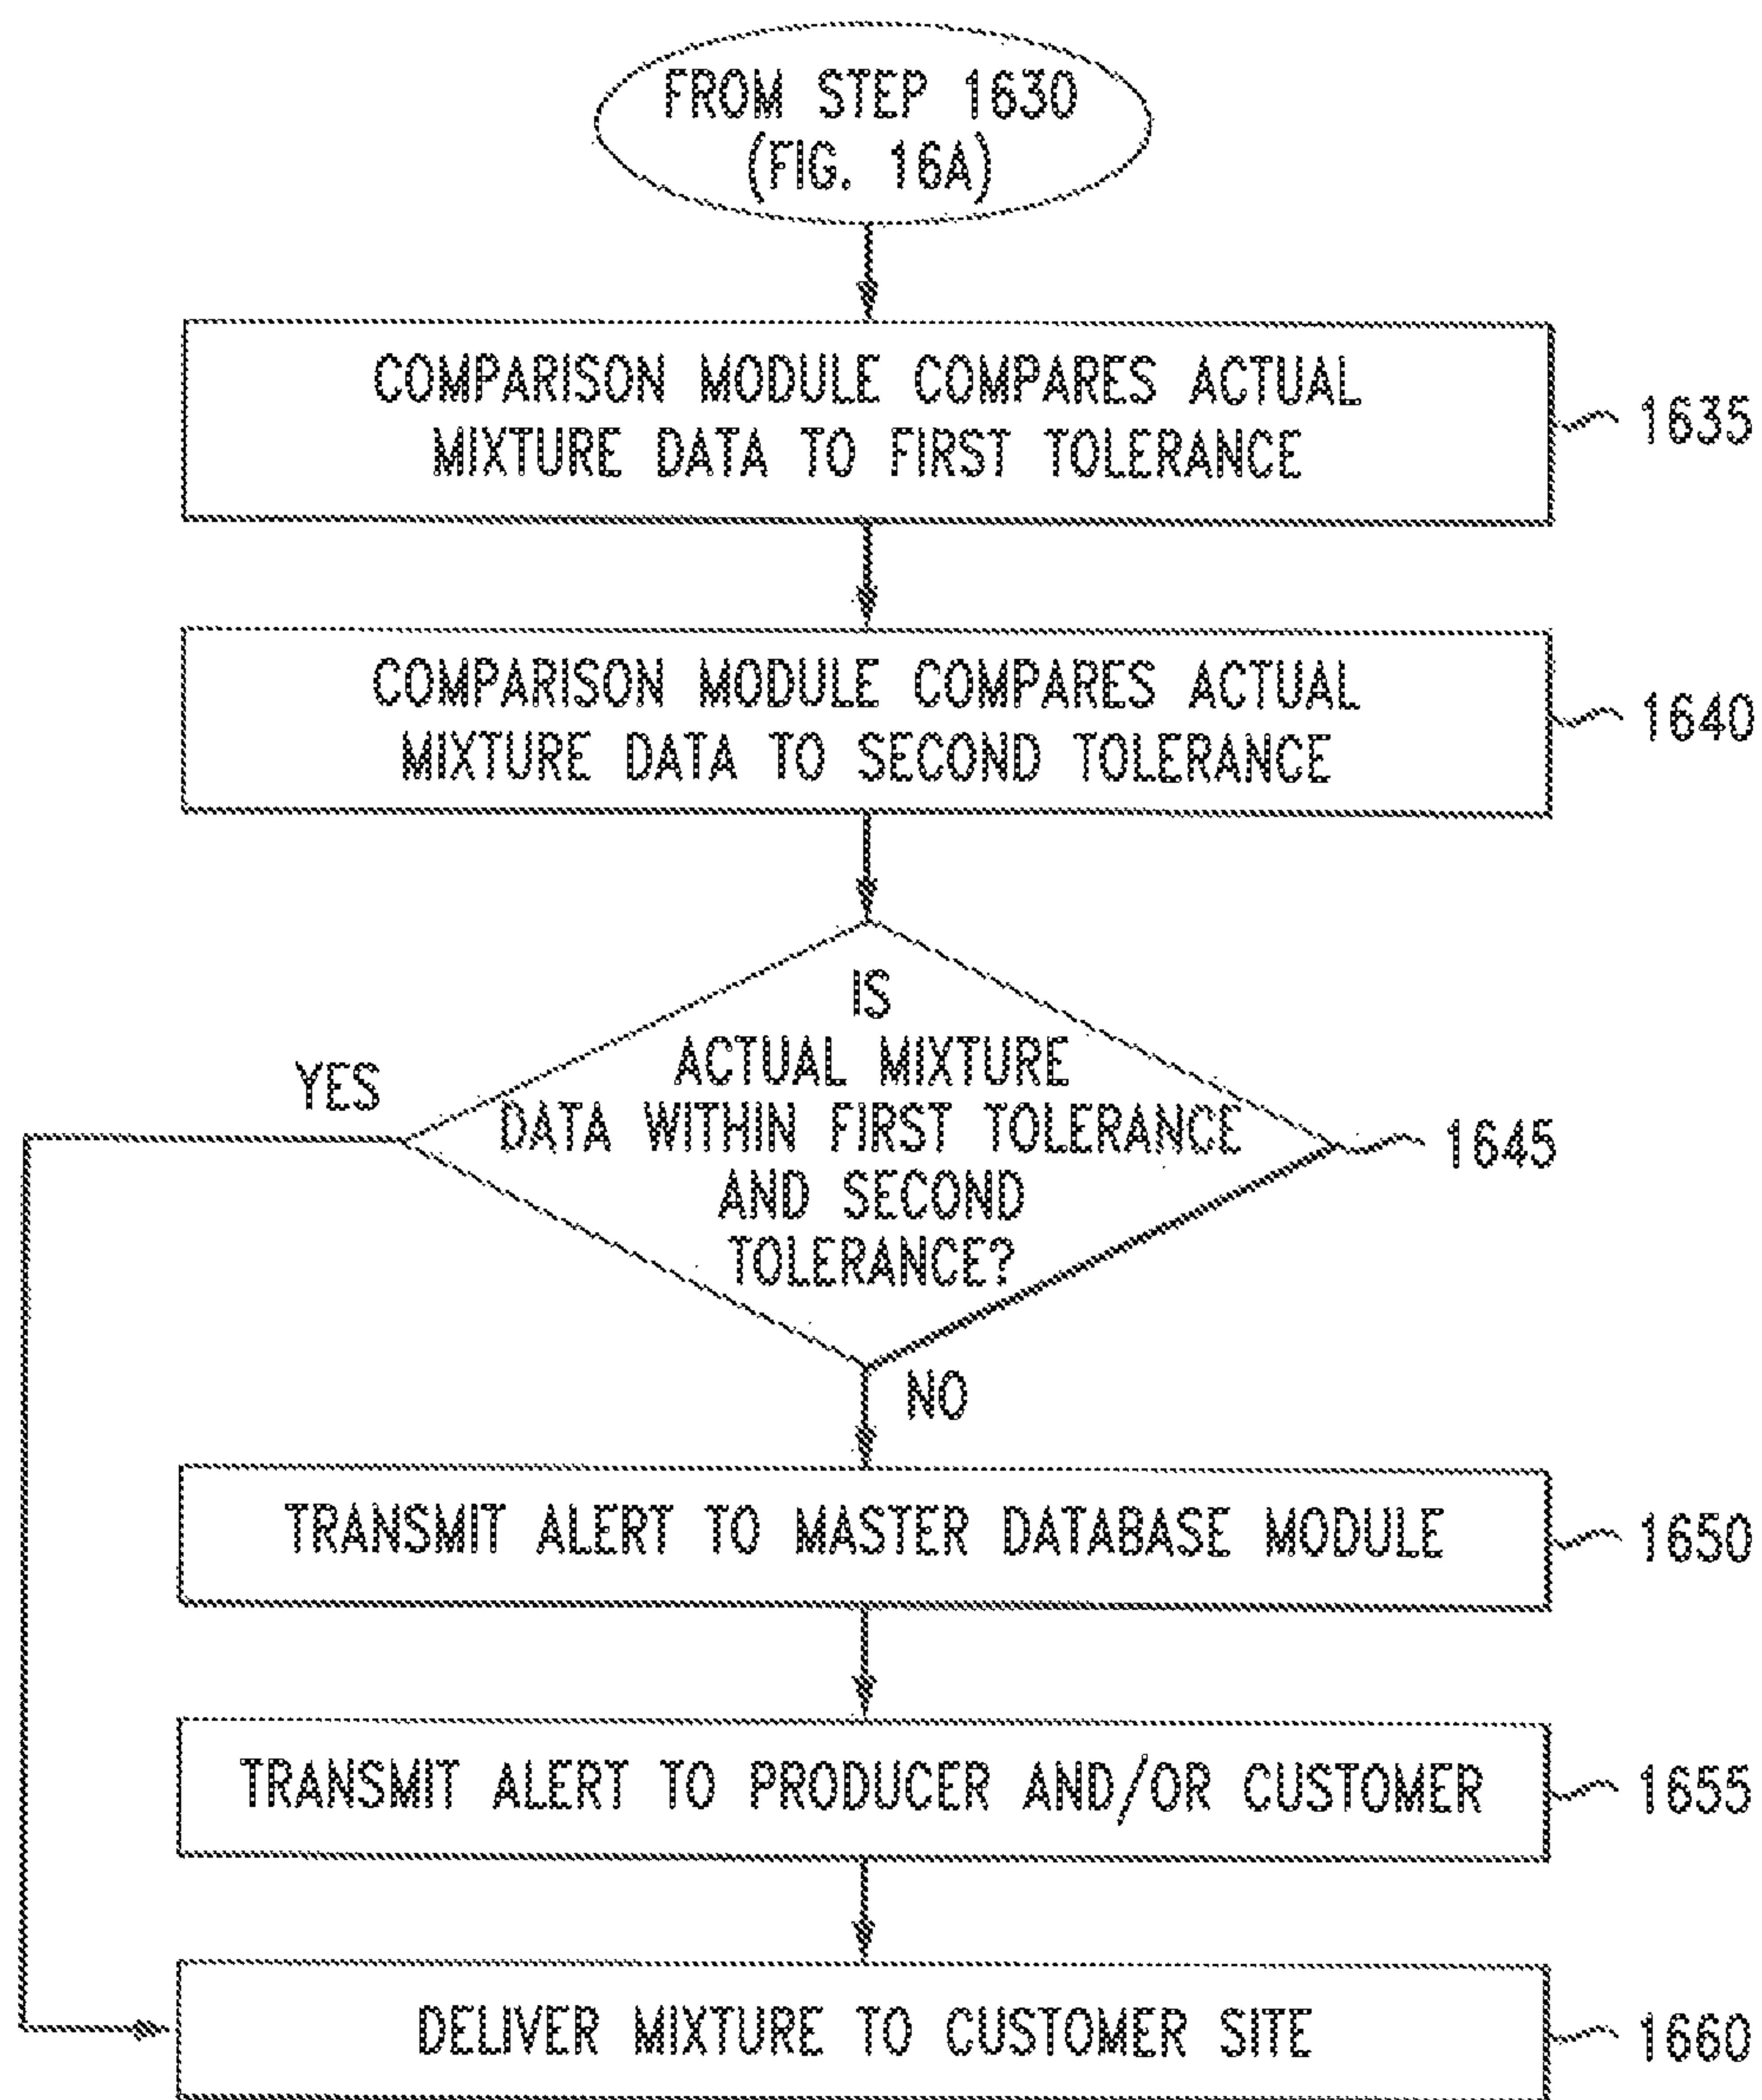 FROM STEP 1630
(FIG. 16A)
COMPARISON MODULE COMPARES ACTUAL
MIXTURE DATA TO FIRST TOLERANCE
1635
COMPARISON MODULE COMPARES ACTUAL
MIXTURE DATA TO SECOND TOLERANCE
1640
IS
ACTUAL MIXTURE
DATA WITHIN FIRST TOLERANCE
AND SECOND
TOLERANCE?
YES
1645
NO
TRANSMIT ALERT TO MASTER DATABASE MODULE
1650
TRANSMIT ALERT TO PRODUCER AND/OR CUSTOMER
1655
DELIVER MIXTURE TO CUSTOMER SITE
1660